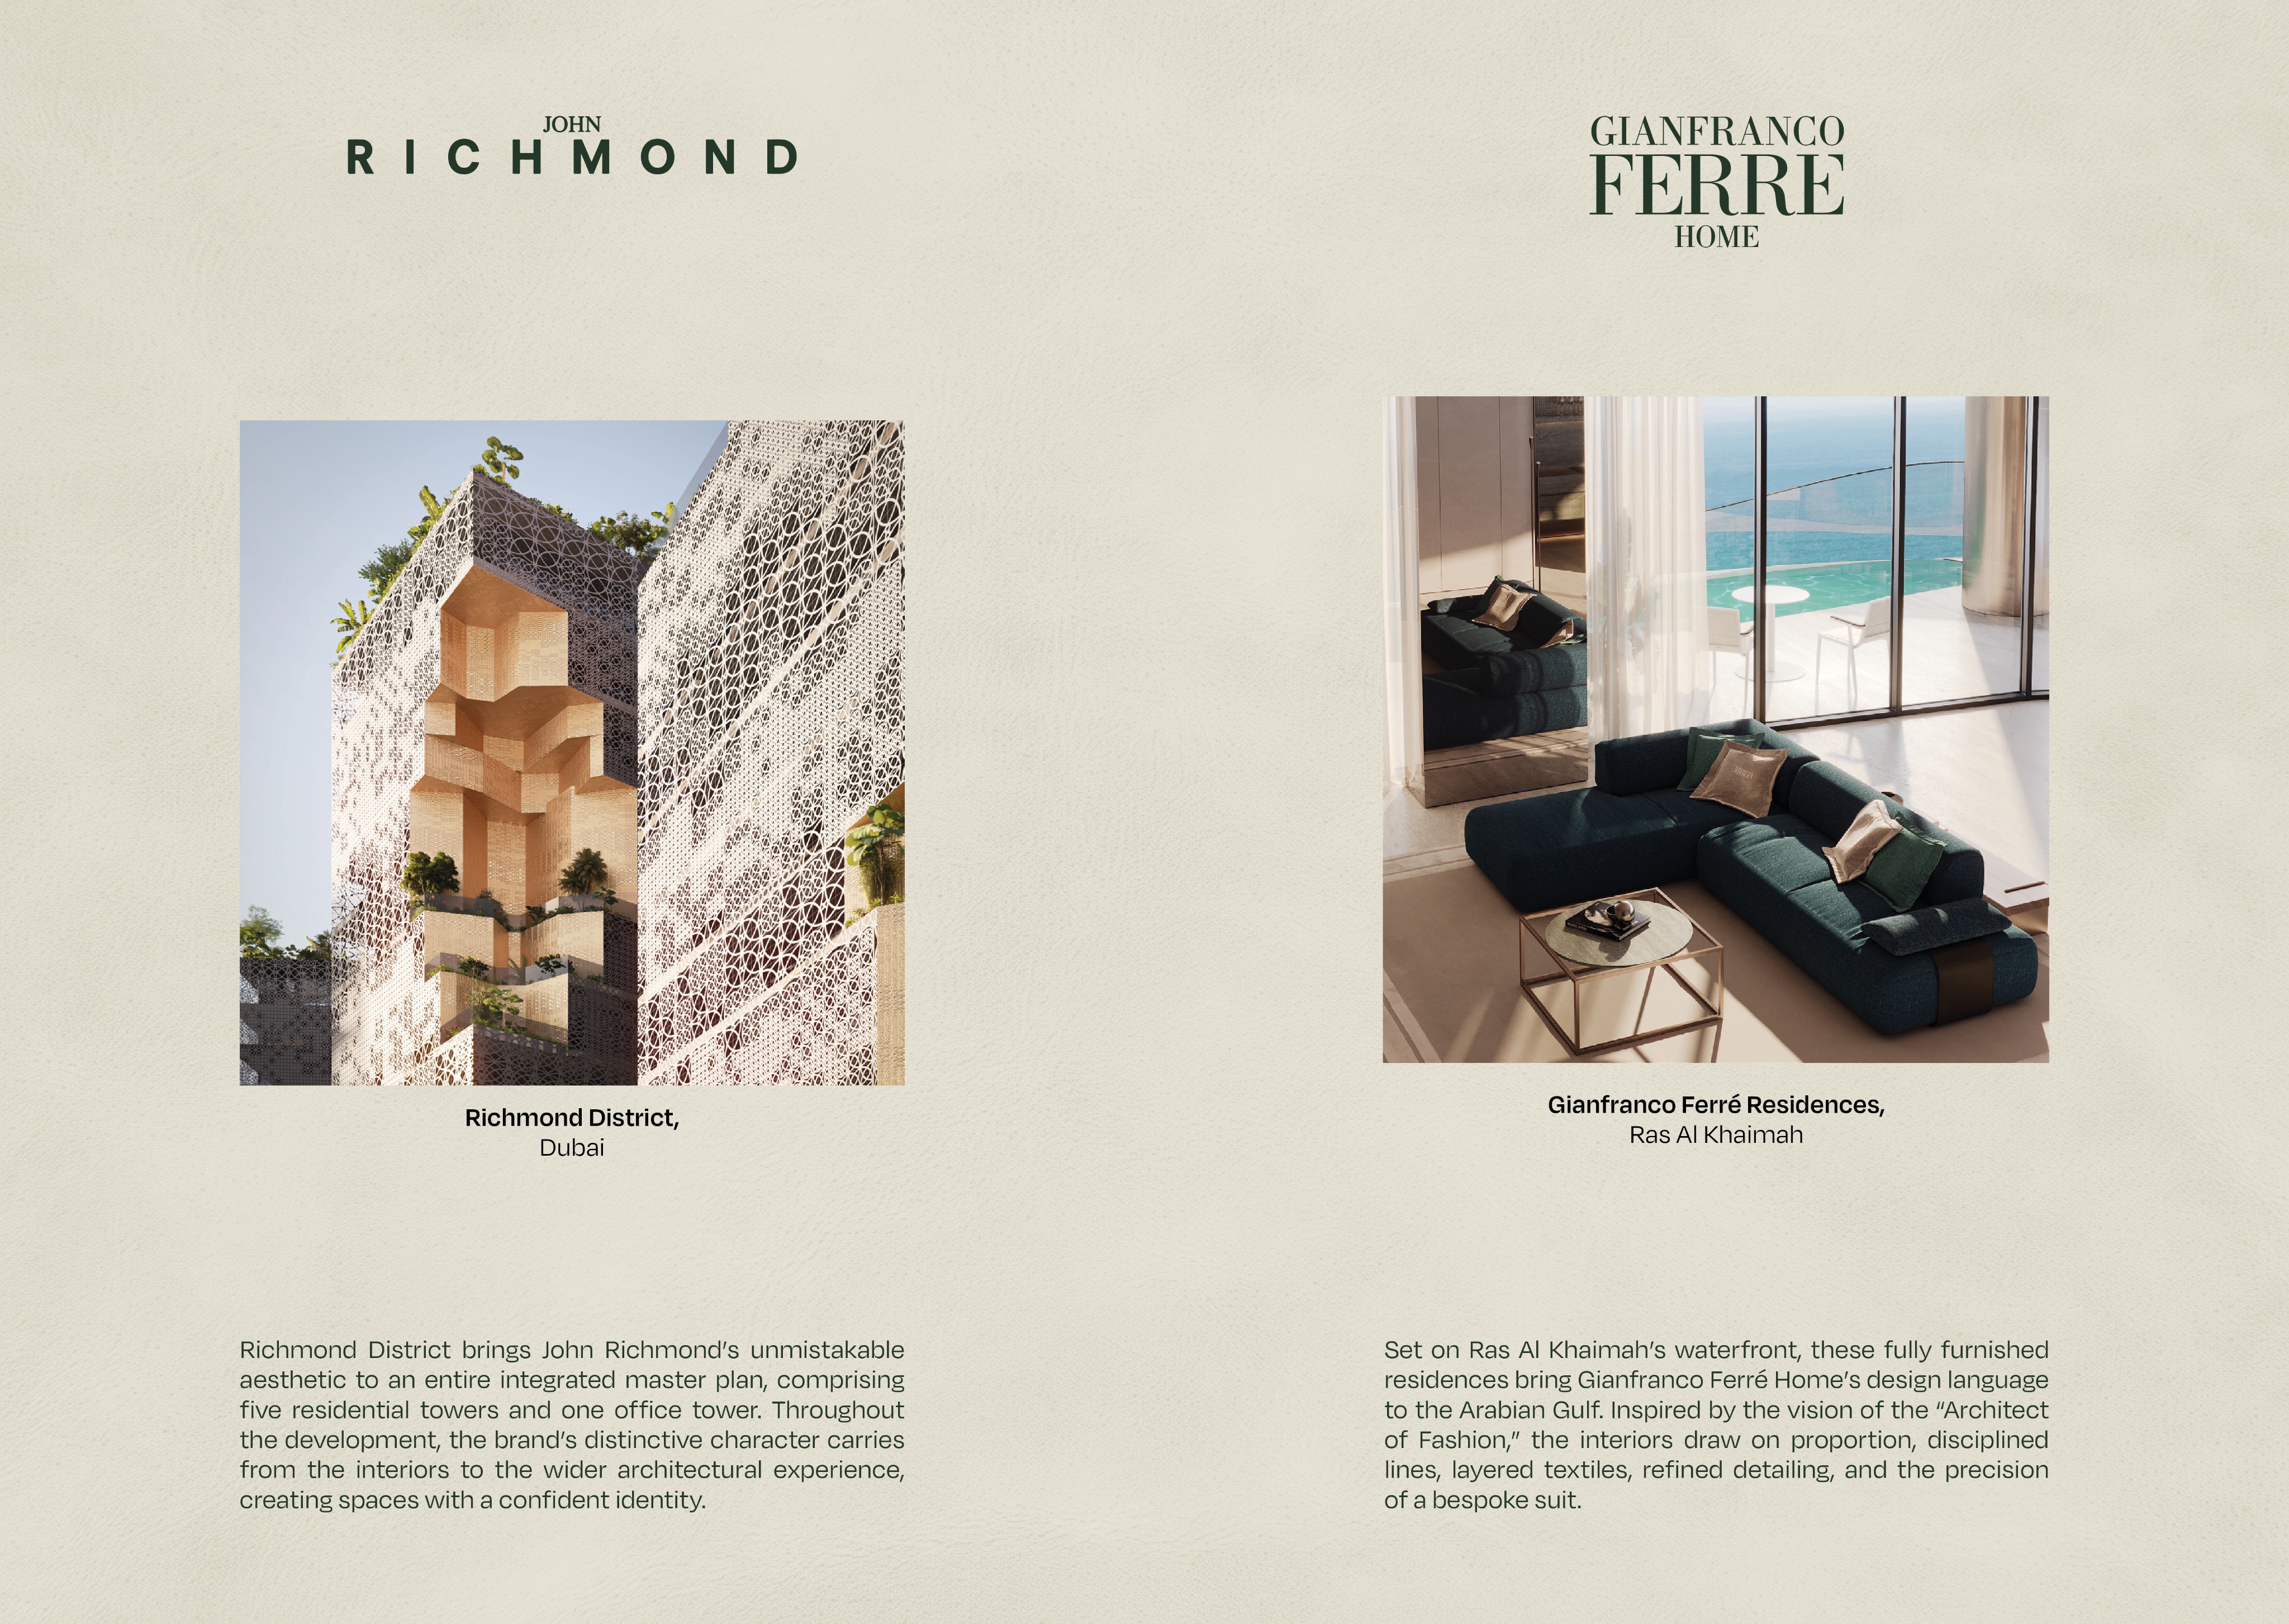 JOHN
RICHMOND
Richmond District,
Dubai
Richmond District brings John Richmond’s unmistakable
aesthetic to an entire integrated master plan, comprising
five residential towers and one office tower. Throughout
the development, the brand’s distinctive character carries
from the interiors to the wider architectural experience,
creating spaces with a confident identity.
GIANFRANCO
FERRE
HOME
Gianfranco Ferré Residences,
Ras Al Khaimah
Set on Ras Al Khaimah’s waterfront, these fully furnished
residences bring Gianfranco Ferré Home’s design language
to the Arabian Gulf. Inspired by the vision of the “Architect
of Fashion,” the interiors draw on proportion, disciplined
lines, layered textiles, refined detailing, and the precision
of a bespoke suit.